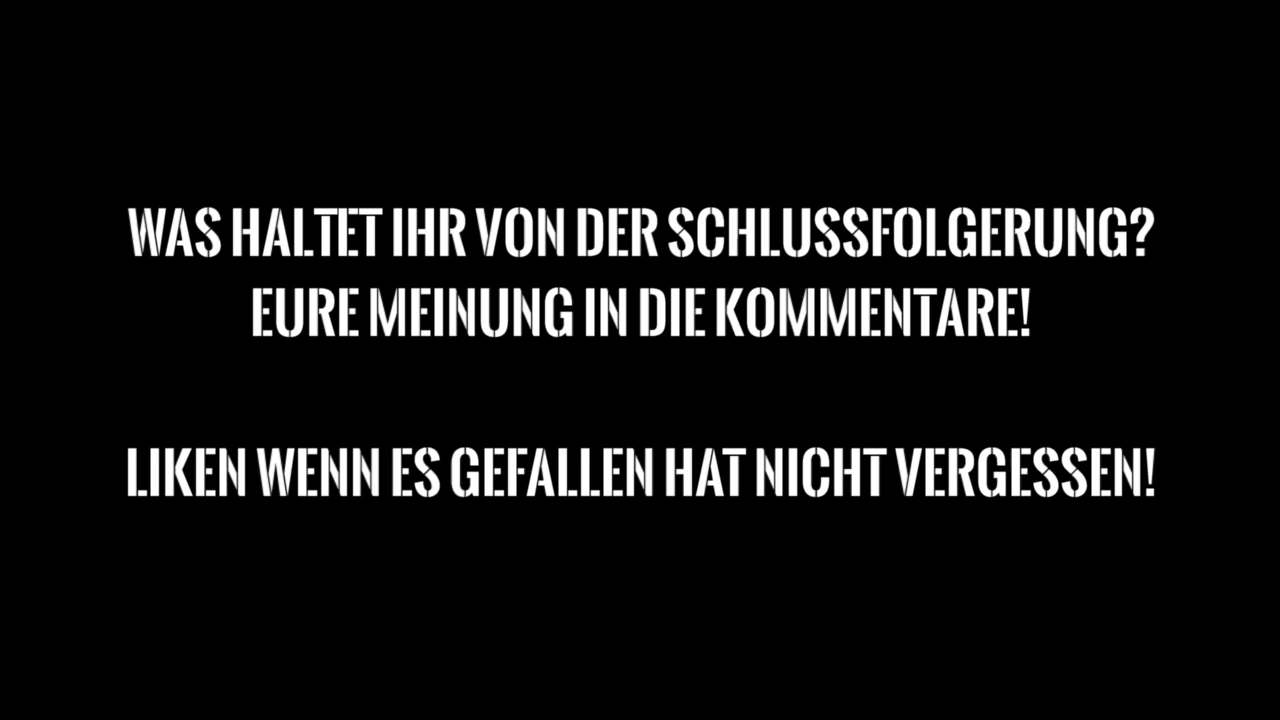 WAS HALTET IHR VON DER SCHLUSSFOLGERUNG?
EURE MEINUNG IN DIE KOMMENTARE!
LIKEN WENN ES GEFALLEN HAT NICHT VERGESSEN!